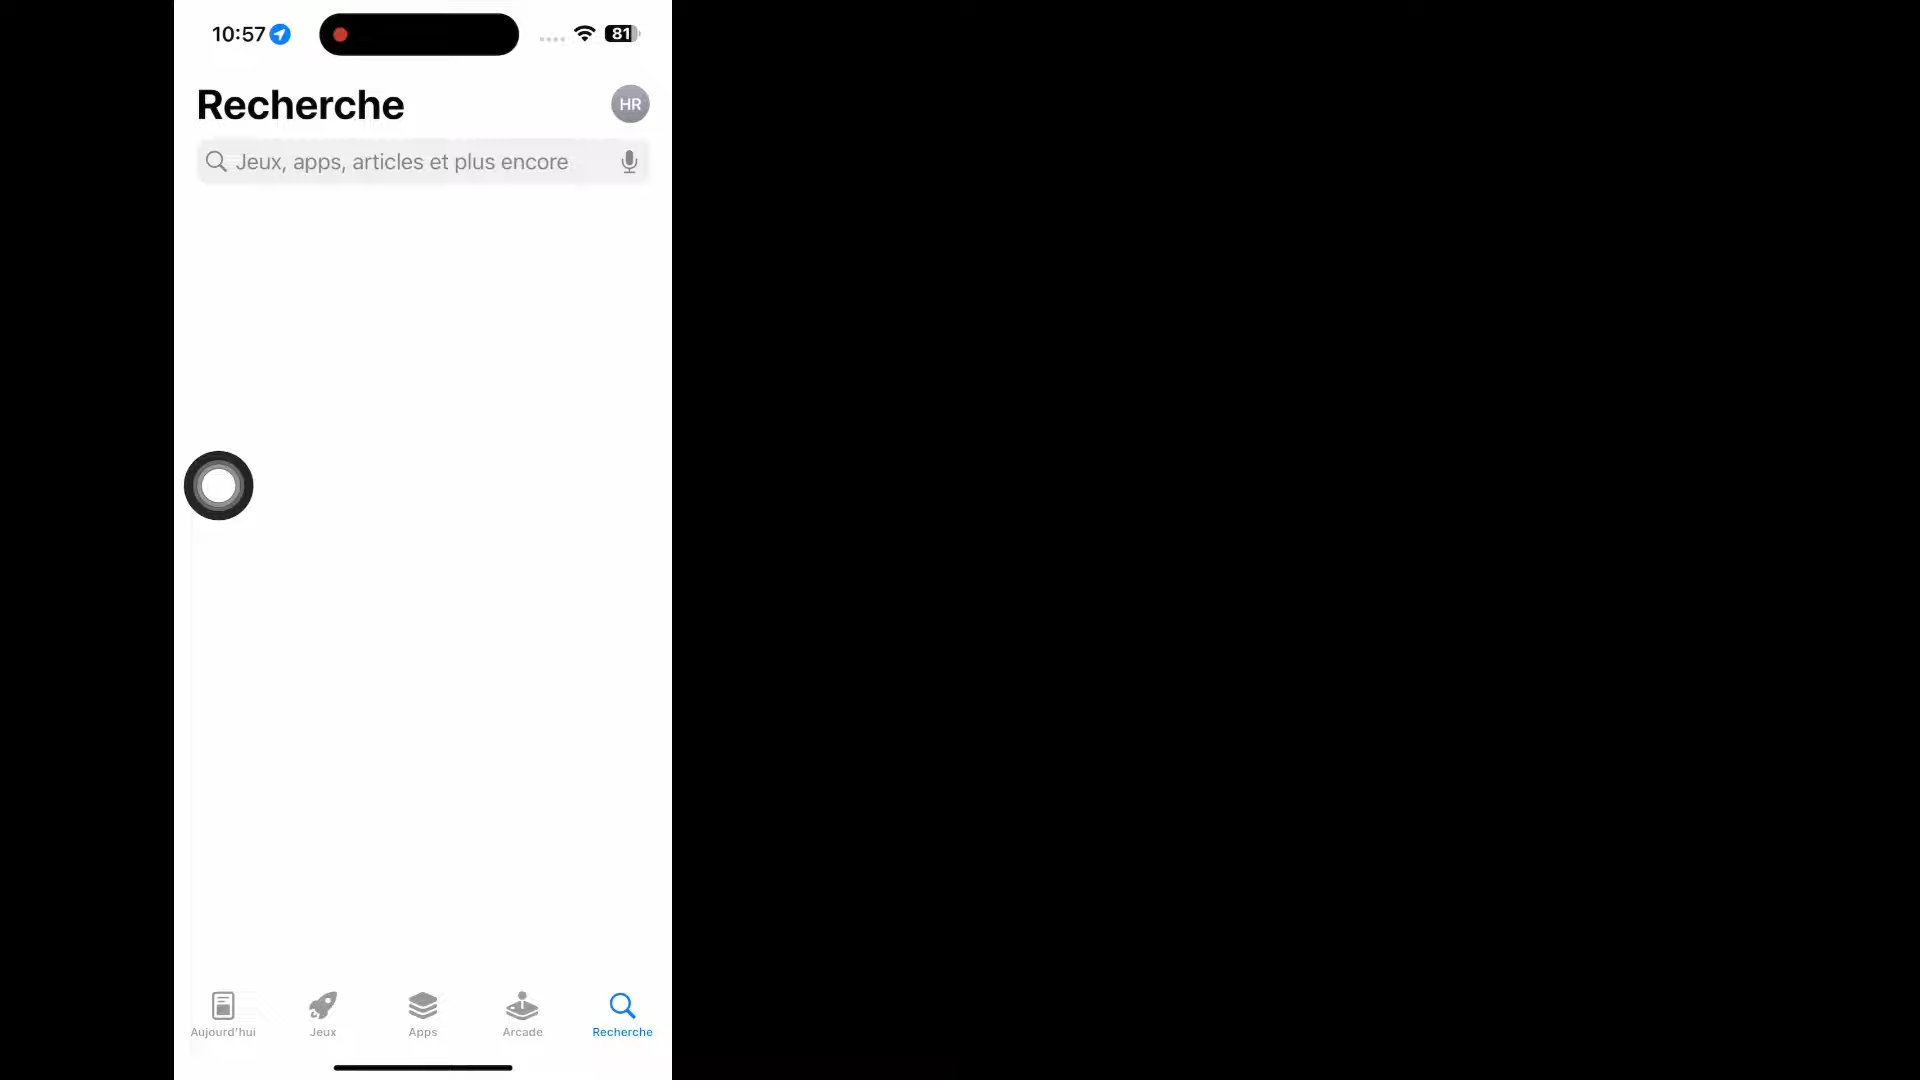 10:57
81
Recherche
HR
Jeux, apps, articles et plus encore
Aujourd'hui
Jeux
Apps
Arcade
Recherche